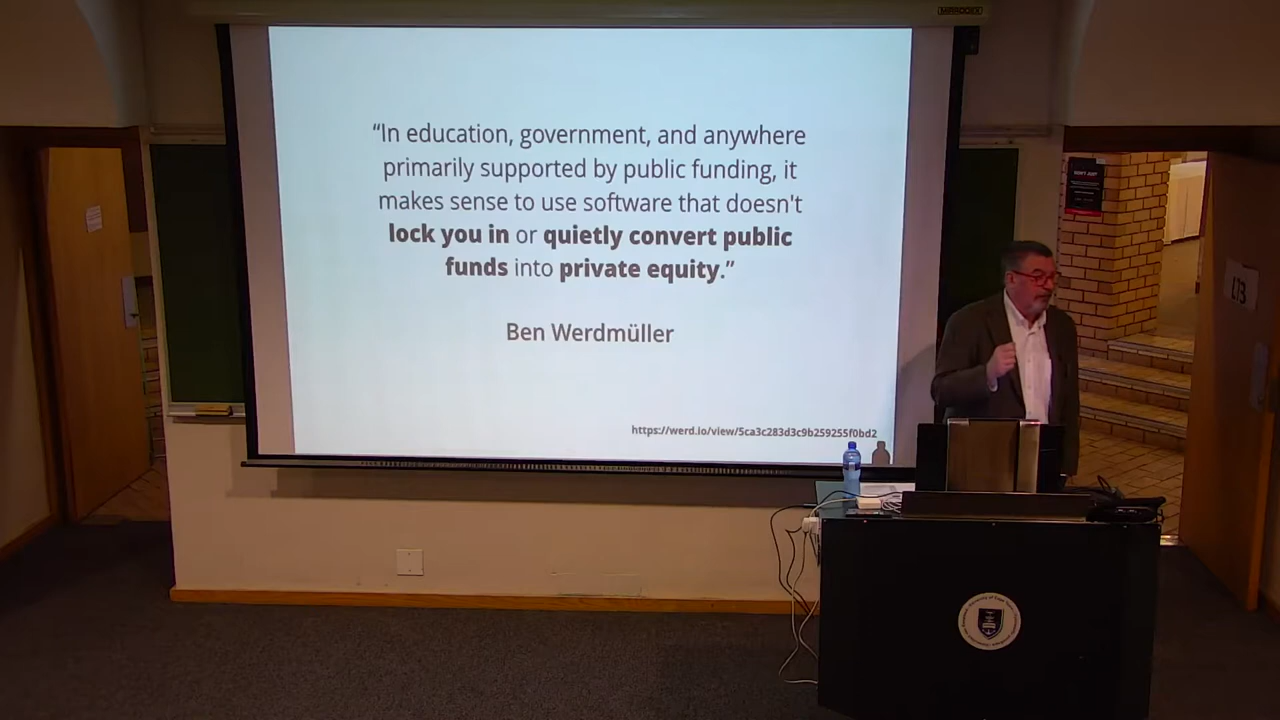 “In education, government, and anywhere
primarily supported by public funding, it
makes sense to use software that doesn't
lock you in or quietly convert public
funds into private equity.”
Ben Werdmüller
https://werd.io/view/5ca3c283d3c9b259255f0bd2